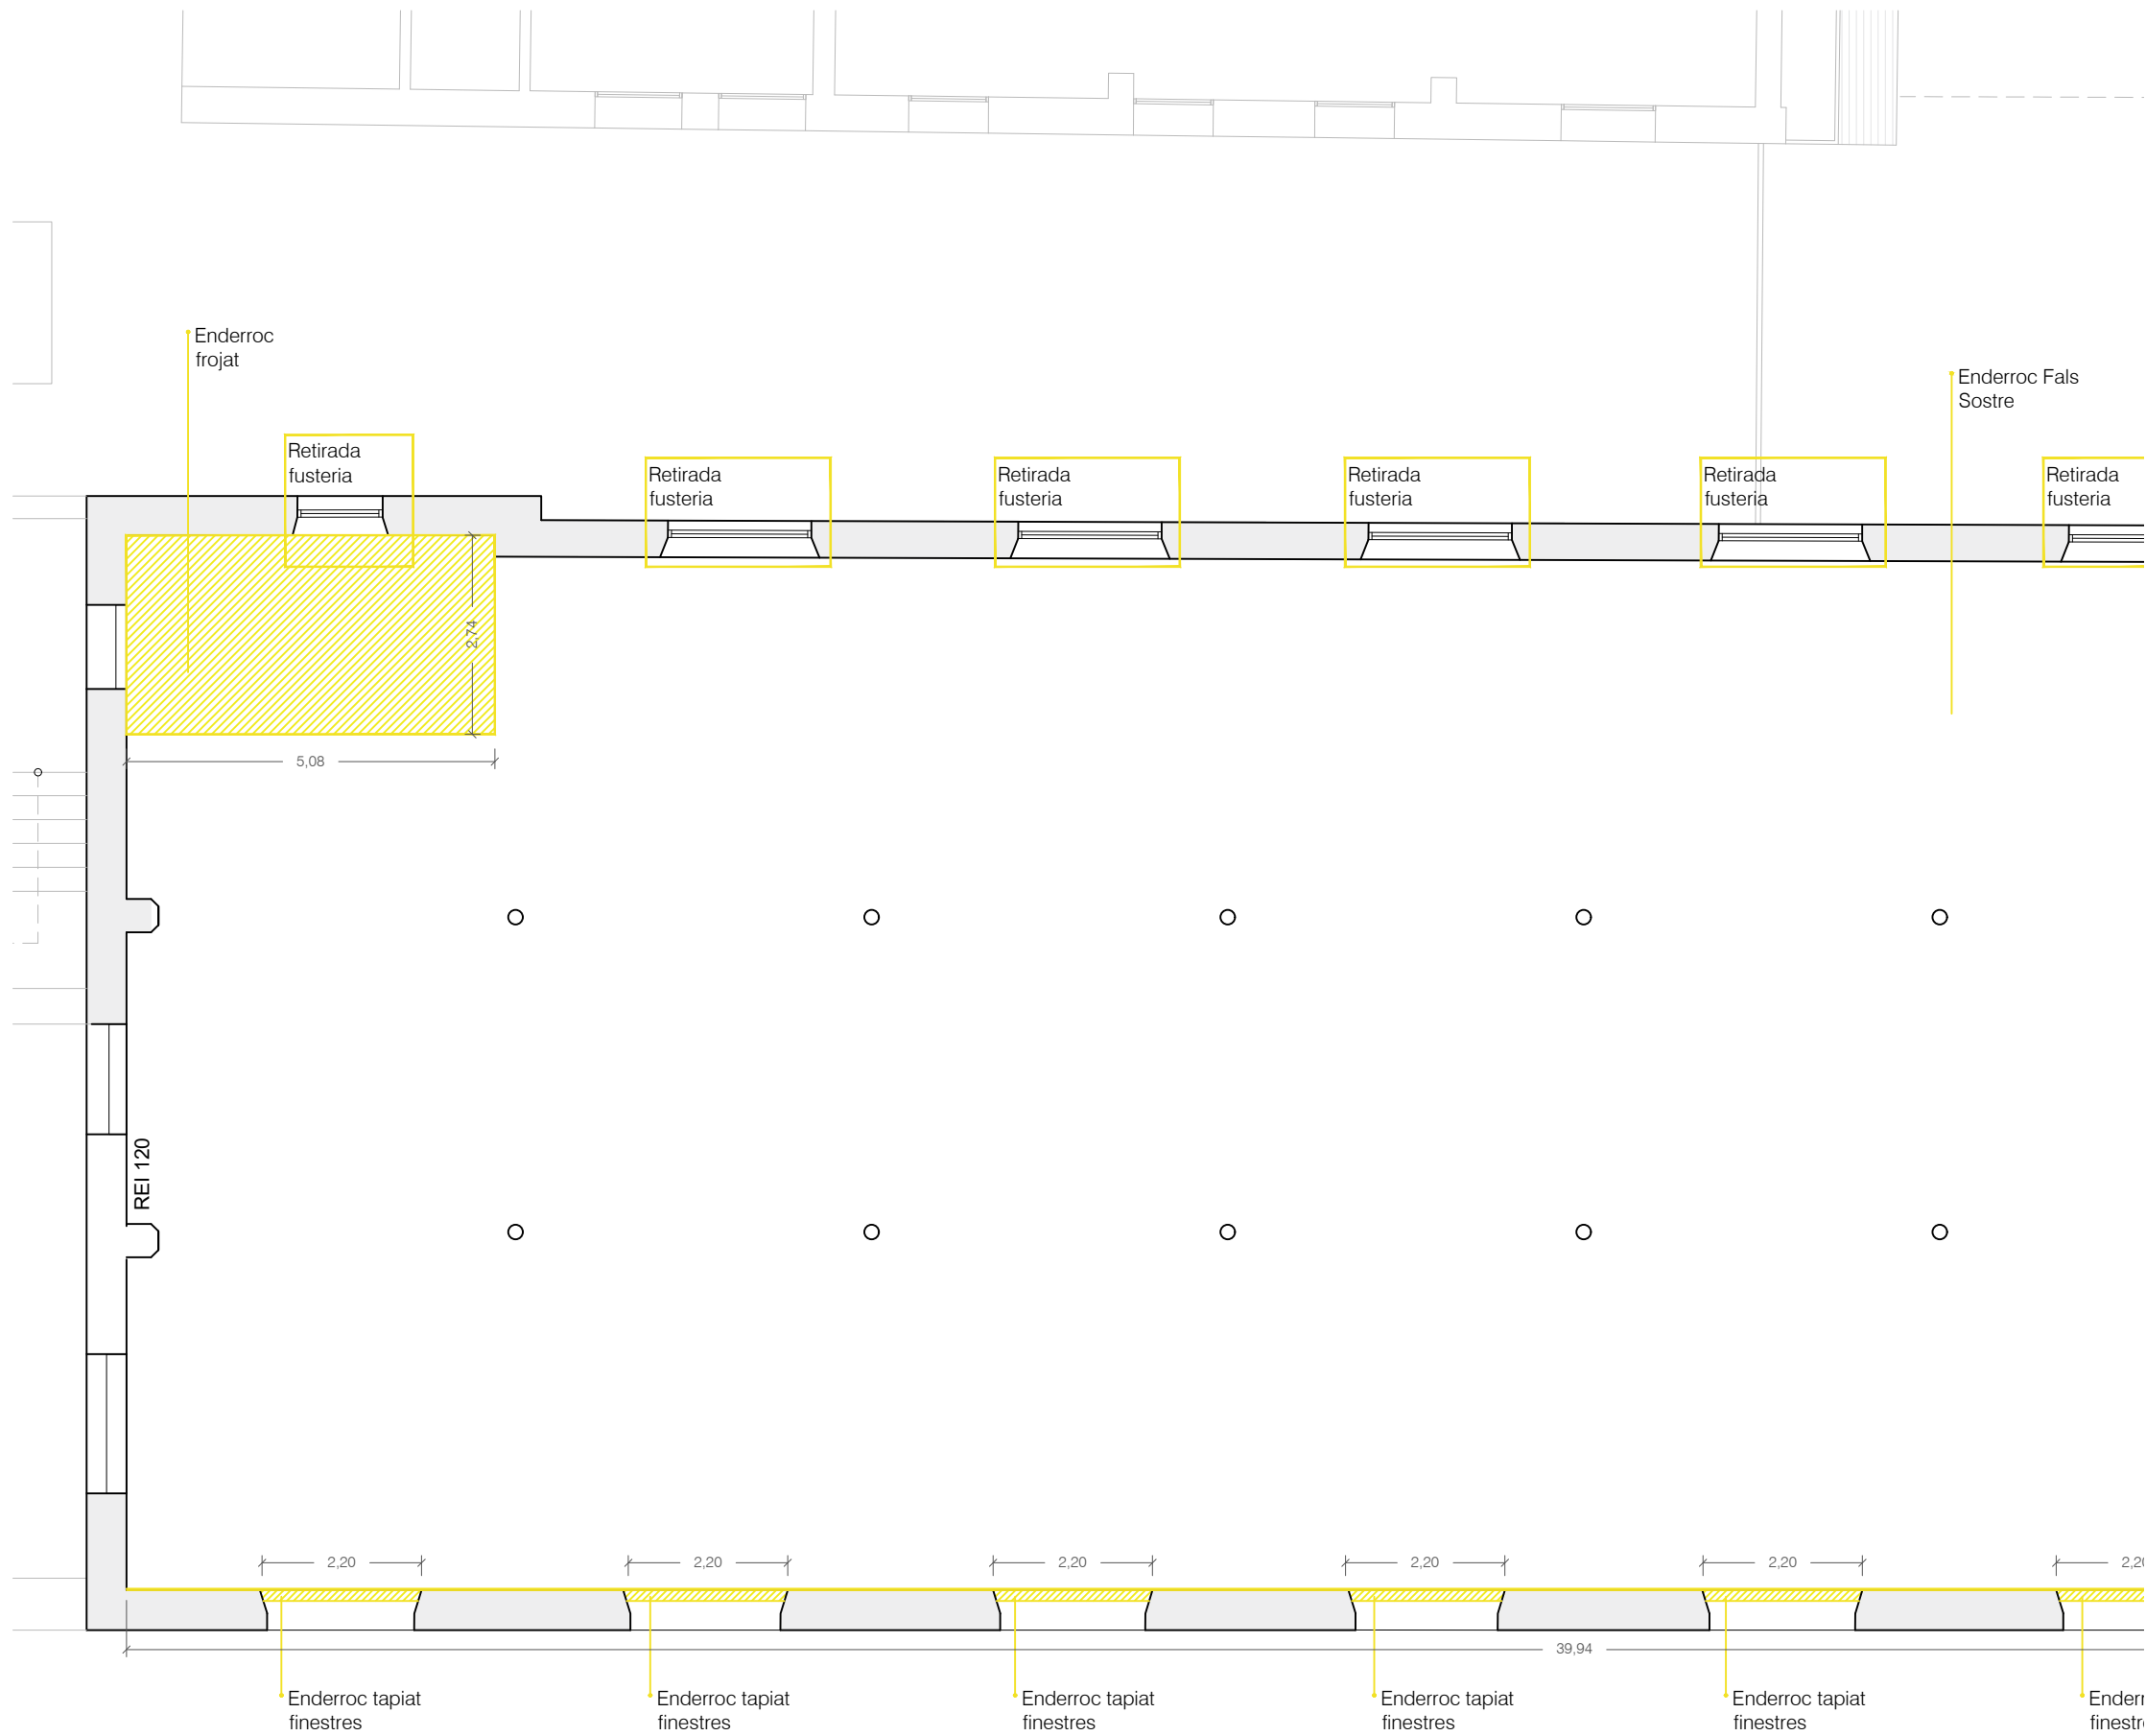 Enderroc
frojat
Enderroc Fals
Sostre
Retirada
fusteria
Retirada
fusteria
Retirada
fusteria
Retirada
fusteria
Retirada
fusteria
Retirada
fusteria
2,74
5,08
REI 120
2,20
2,20
2,20
2,20
2,20
39,94
Enderroc tapiat
finestres
Enderroc tapiat
finestres
Enderroc tapiat
finestres
Enderroc tapiat
finestres
Enderroc tapiat
finestres